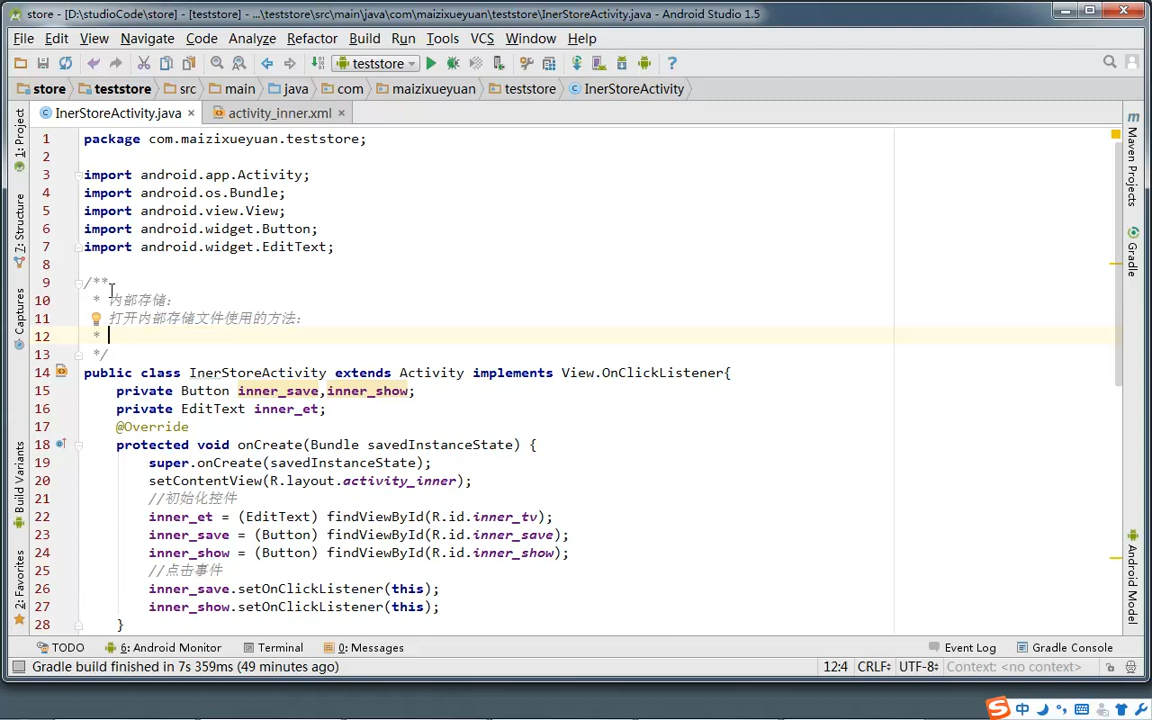 store - [D:\studioCode\store] - [teststore] - ...\teststore\src\main\java\com\maizixueyuan\teststore\InerStoreActivity.java - Android Studio 1.5
File Edit View Navigate Code Analyze Refactor Build Run Tools VCS Window Help
teststore
store teststore src main java com maizixueyuan teststore InerStoreActivity
InerStoreActivity.java activity_inner.xml
1 package com.maizixueyuan.teststore;
2
3 import android.app.Activity;
4 import android.os.Bundle;
5 import android.view.View;
6 import android.widget.Button;
7 import android.widget.EditText;
8
9 /**
10 * 内部存储:
11 打开内部存储文件使用的方法:
12 *
13 */
14 public class InerStoreActivity extends Activity implements View.OnClickListener{
15 private Button inner_save,inner_show;
16 private EditText inner_et;
17 @Override
18 protected void onCreate(Bundle savedInstanceState) {
19 super.onCreate(savedInstanceState);
20 setContentView(R.layout.activity_inner);
21 //初始化控件
22 inner_et = (EditText) findViewById(R.id.inner_tv);
23 inner_save = (Button) findViewById(R.id.inner_save);
24 inner_show = (Button) findViewById(R.id.inner_show);
25 //点击事件
26 inner_save.setOnClickListener(this);
27 inner_show.setOnClickListener(this);
28 }
1: Project
7: Structure
Captures
Build Variants
2: Favorites
Maven Projects
Gradle
Android Model
TODO 6: Android Monitor Terminal 0: Messages Event Log Gradle Console
Gradle build finished in 7s 359ms (49 minutes ago) 12:4 CRLF UTF-8 Context: <no context>
中